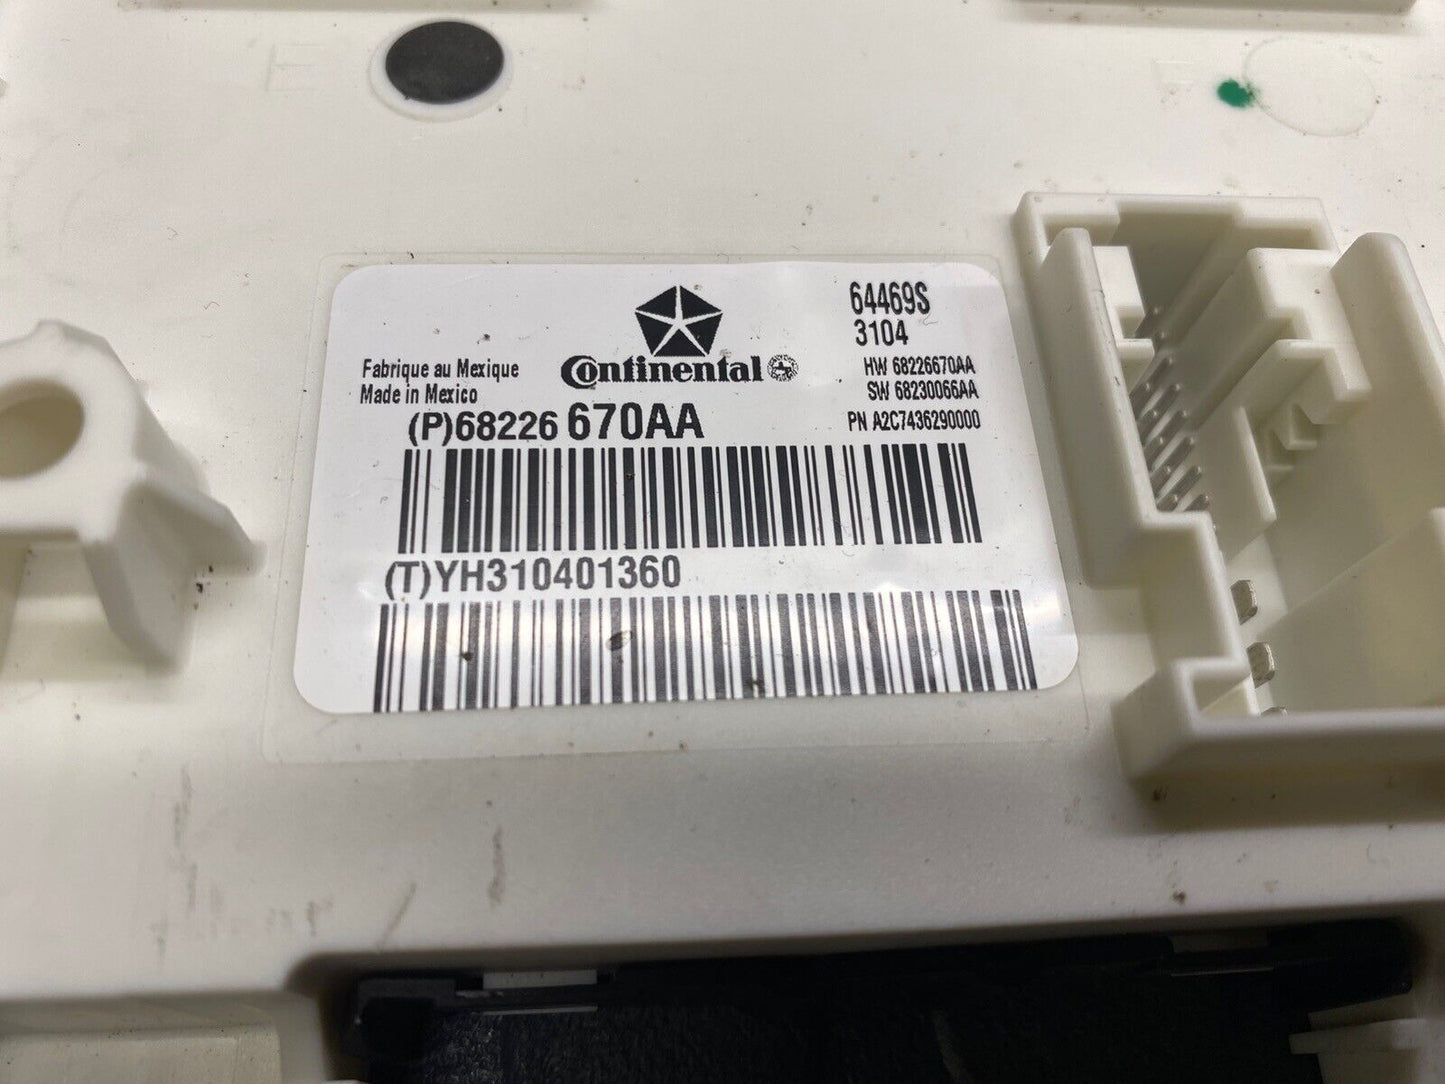 64469S
3104
Continental
Fabrique au Mexique
Made in Mexico
HW 68226670AA
SW 68230066AA
PN A2C7436290000
(P)68226 670AA
(T)YH310401360
E